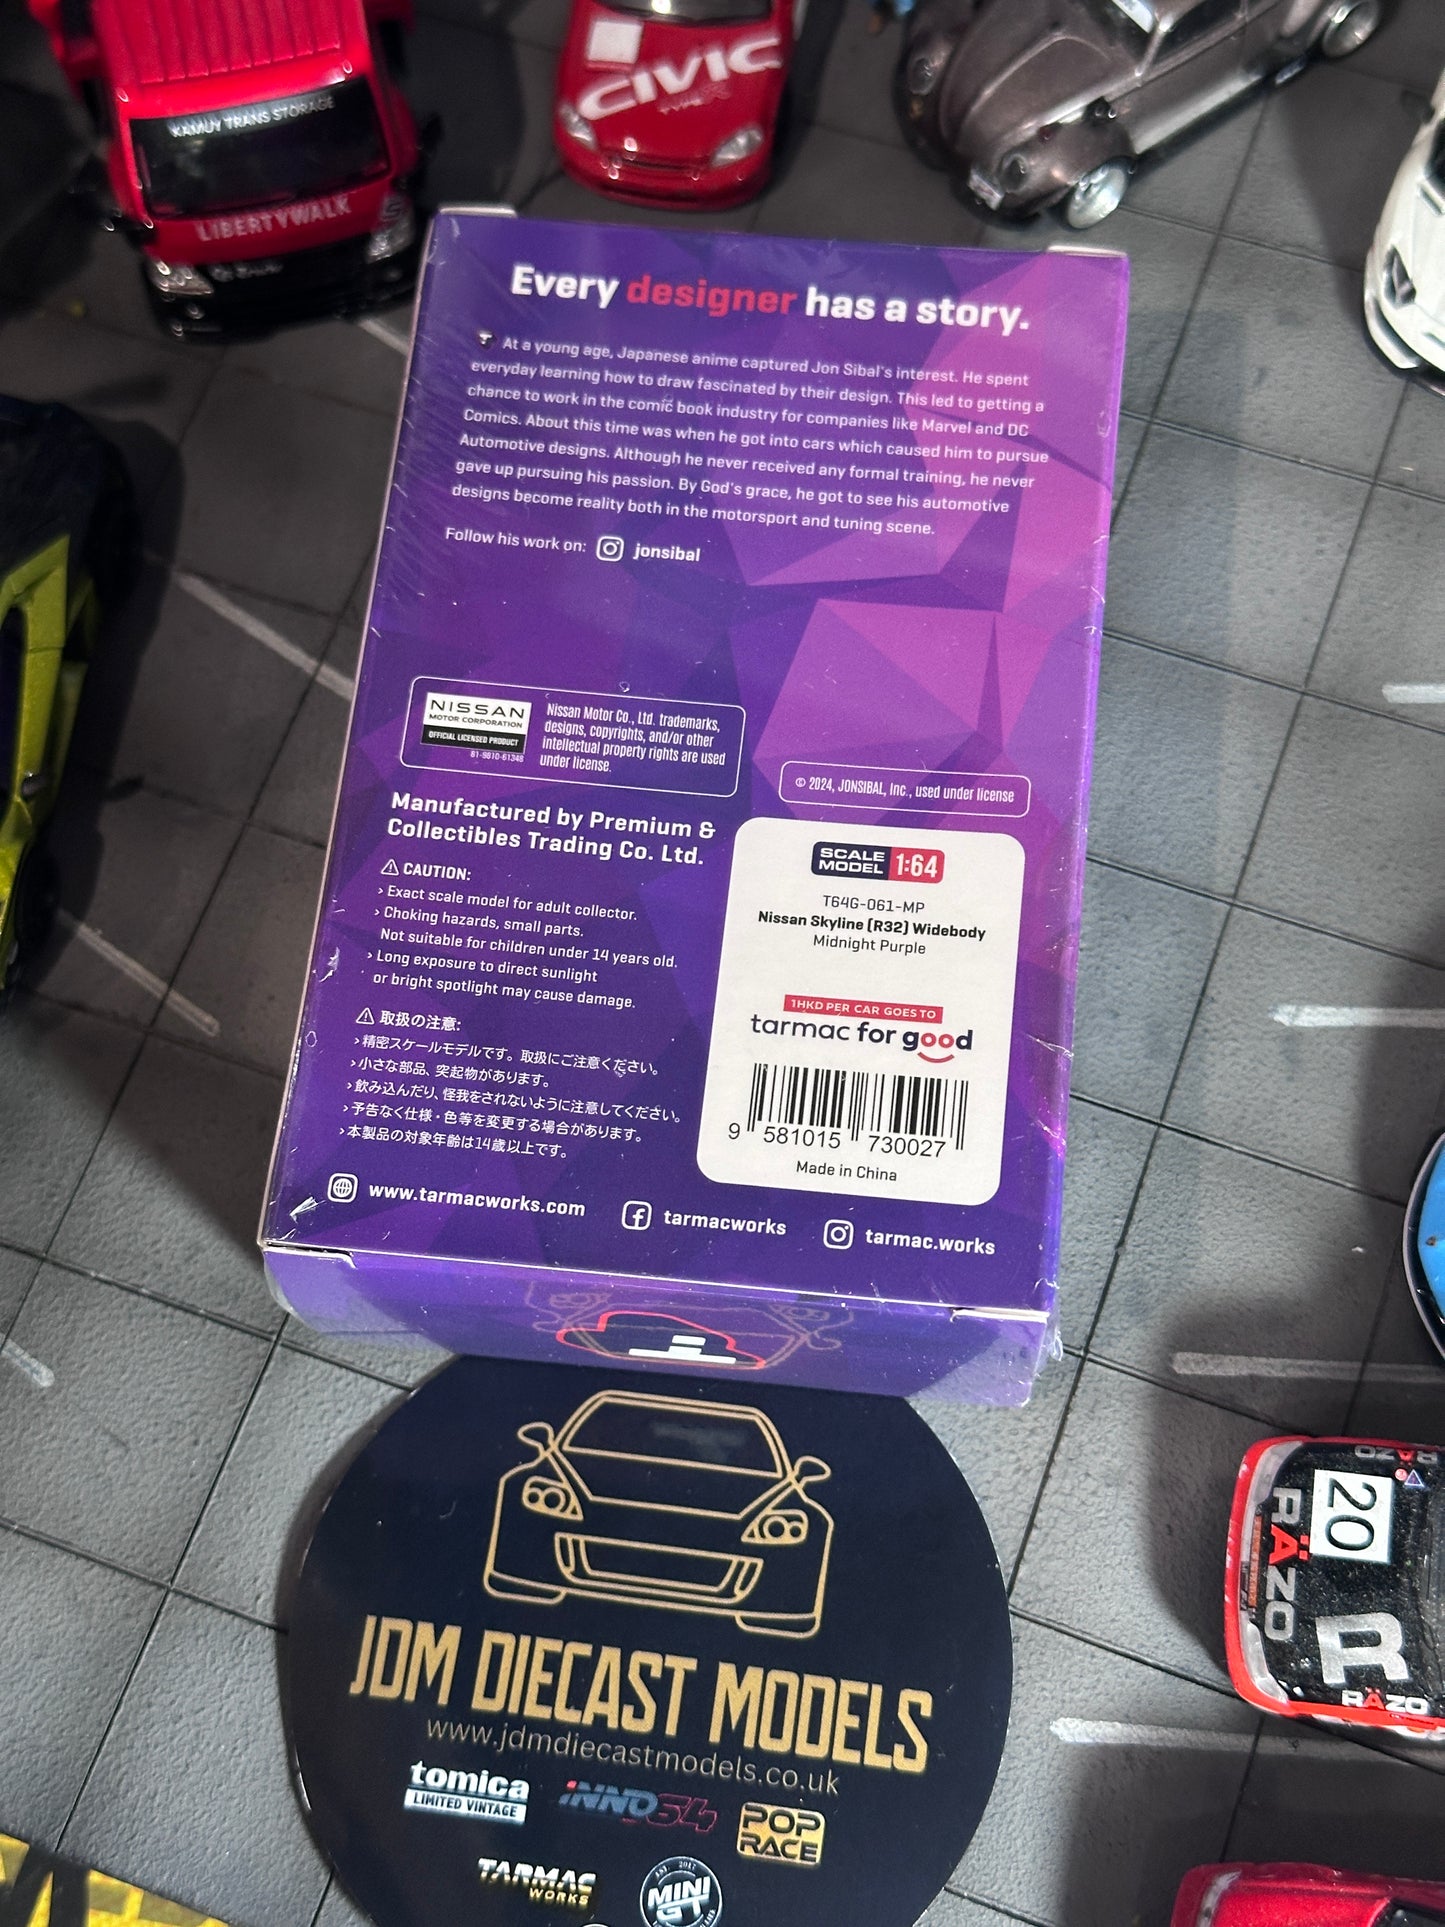 KAMUY TRANS STORAGE
LIBERTYWALK
CIVIC
TYPE R
Every designer has a story.
At a young age, Japanese anime captured Jon Sibal's interest. He spent
everyday learning how to draw fascinated by their design. This led to getting a
chance to work in the comic book industry for companies like Marvel and DC
Comics. About this time was when he got into cars which caused him to pursue
Automotive designs. Although he never received any formal training, he never
gave up pursuing his passion. By God's grace, he got to see his automotive
designs become reality both in the motorsport and tuning scene.
Follow his work on: jonsibal
NISSAN
MOTOR CORPORATION
OFFICIAL LICENSED PRODUCT
81-9810-61348
Nissan Motor Co., Ltd. trademarks,
designs, copyrights, and/or other
intellectual property rights are used
under license.
© 2024, JONSIBAL, Inc., used under license
Manufactured by Premium &
Collectibles Trading Co. Ltd.
⚠ CAUTION:
› Exact scale model for adult collector.
› Choking hazards, small parts.
Not suitable for children under 14 years old.
› Long exposure to direct sunlight
or bright spotlight may cause damage.
⚠ 取扱の注意:
› 精密スケールモデルです。取扱にご注意ください。
› 小さな部品、突起物があります。
› 飲み込んだり、怪我をされないように注意してください。
› 予告なく仕様・色等を変更する場合があります。
› 本製品の対象年齢は14歳以上です。
SCALE
MODEL 1:64
T64G-061-MP
Nissan Skyline (R32) Widebody
Midnight Purple
1HKD PER CAR GOES TO
tarmac for good
9 581015 730027
Made in China
www.tarmacworks.com
tarmacworks
tarmac.works
JDM DIECAST MODELS
www.jdmdiecastmodels.co.uk
tomica
LIMITED VINTAGE
INNO64
POP
RACE
TARMAC
WORKS
EST. 2017
MINI
GT
RÄZO
20
RÄZO
R
RÄZO